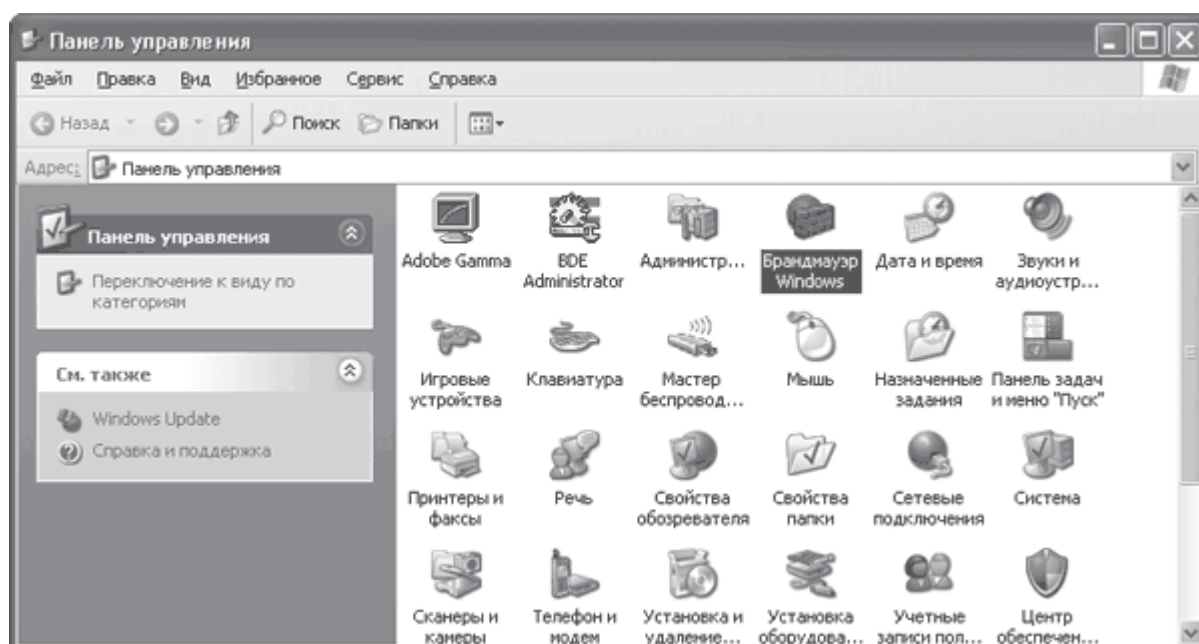 Панель управления
Файл Правка Вид Избранное Сервис Справка
Назад Поиск Папки
Адрес: Панель управления
Панель управления
Переключение к виду по
категориям
См. также
Windows Update
Справка и поддержка
Adobe Gamma
BDE
Administrator
Администр...
Брандмауэр
Windows
Дата и время
Звуки и
аудиоустр...
Игровые
устройства
Клавиатура
Мастер
беспровод...
Мышь
Назначенные
задания
Панель задач
и меню "Пуск"
Принтеры и
факсы
Речь
Свойства
обозревателя
Свойства
папки
Сетевые
подключения
Система
Сканеры и
камеры
Телефон и
модем
Установка и
удаление...
Установка
оборудова...
Учетные
записи пол...
Центр
обеспечен...